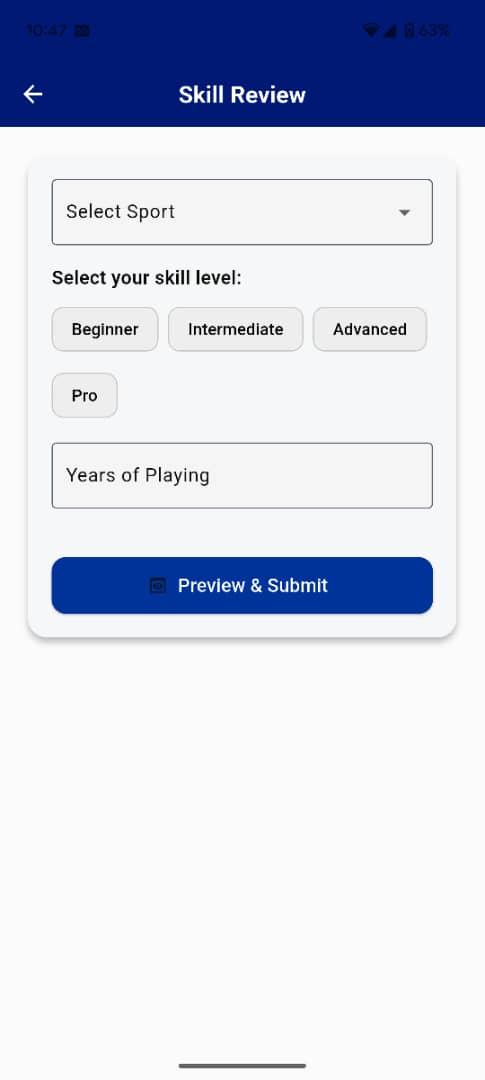 10:47
63%
Skill Review
Select Sport
Select your skill level:
Beginner Intermediate Advanced
Pro
Years of Playing
Preview & Submit